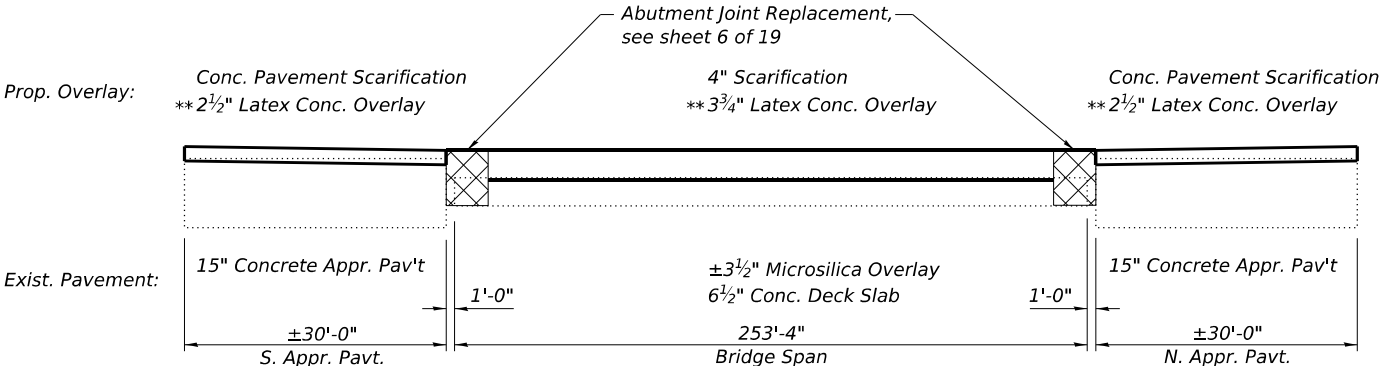 Abutment Joint Replacement,
see sheet 6 of 19
Prop. Overlay:
Conc. Pavement Scarification
**2½" Latex Conc. Overlay
4" Scarification
**3¾" Latex Conc. Overlay
Conc. Pavement Scarification
**2½" Latex Conc. Overlay
Exist. Pavement:
15" Concrete Appr. Pav't
±3½" Microsilica Overlay
6½" Conc. Deck Slab
15" Concrete Appr. Pav't
1'-0"
1'-0"
±30'-0"
S. Appr. Pavt.
253'-4"
Bridge Span
±30'-0"
N. Appr. Pavt.